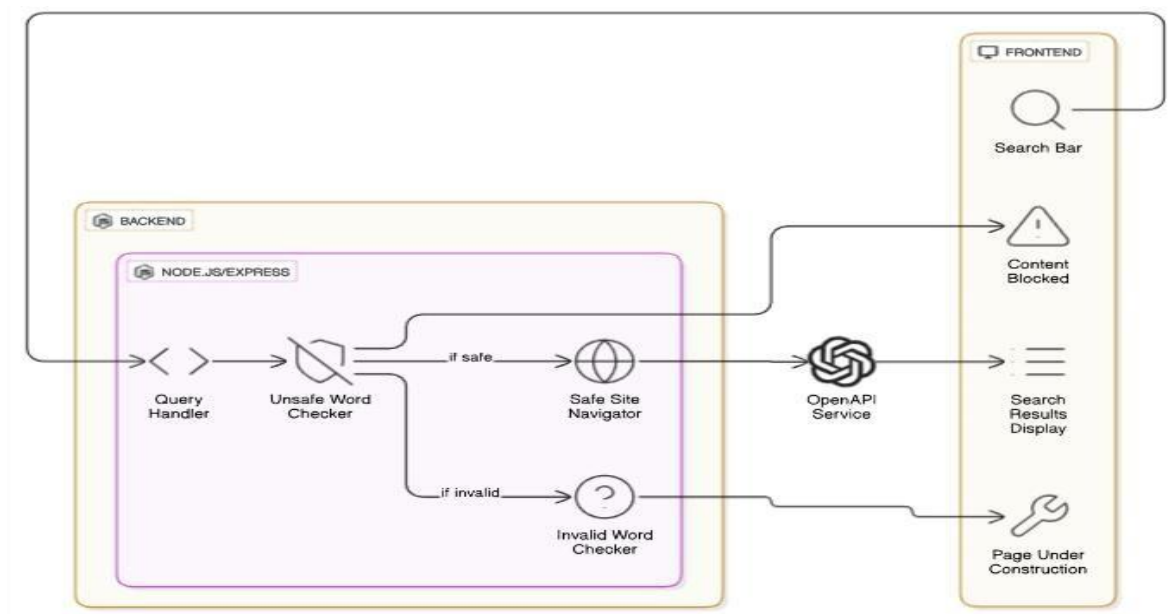 FRONTEND
Search Bar
BACKEND
Content
Blocked
NODE.JS/EXPRESS
if safe
Query
Handler
Unsafe Word
Checker
Safe Site
Navigator
OpenAPI
Service
Search
Results
Display
if invalid
Invalid Word
Checker
Page Under
Construction